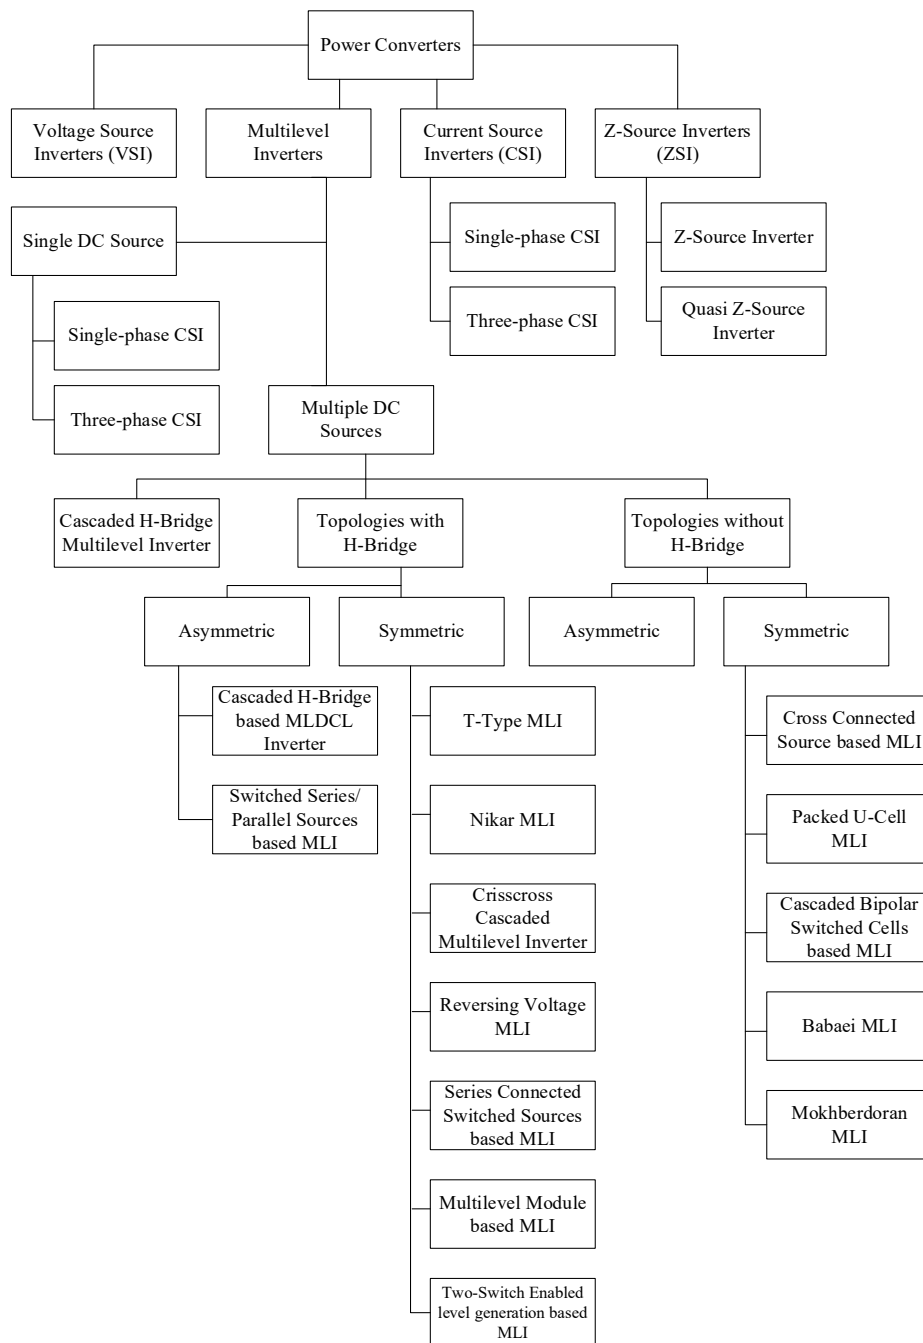 Power Converters
Voltage Source
Inverters (VSI)
Multilevel
Inverters
Current Source
Inverters (CSI)
Z-Source Inverters
(ZSI)
Single DC Source
Single-phase CSI
Three-phase CSI
Single-phase CSI
Three-phase CSI
Z-Source Inverter
Quasi Z-Source
Inverter
Multiple DC
Sources
Cascaded H-Bridge
Multilevel Inverter
Topologies with
H-Bridge
Topologies without
H-Bridge
Asymmetric
Symmetric
Asymmetric
Symmetric
Cascaded H-Bridge
based MLDCL
Inverter
Switched Series/
Parallel Sources
based MLI
T-Type MLI
Nikar MLI
Crisscross
Cascaded
Multilevel Inverter
Reversing Voltage
MLI
Series Connected
Switched Sources
based MLI
Multilevel Module
based MLI
Two-Switch Enabled
level generation based
MLI
Cross Connected
Source based MLI
Packed U-Cell
MLI
Cascaded Bipolar
Switched Cells
based MLI
Babaei MLI
Mokhberdoran
MLI